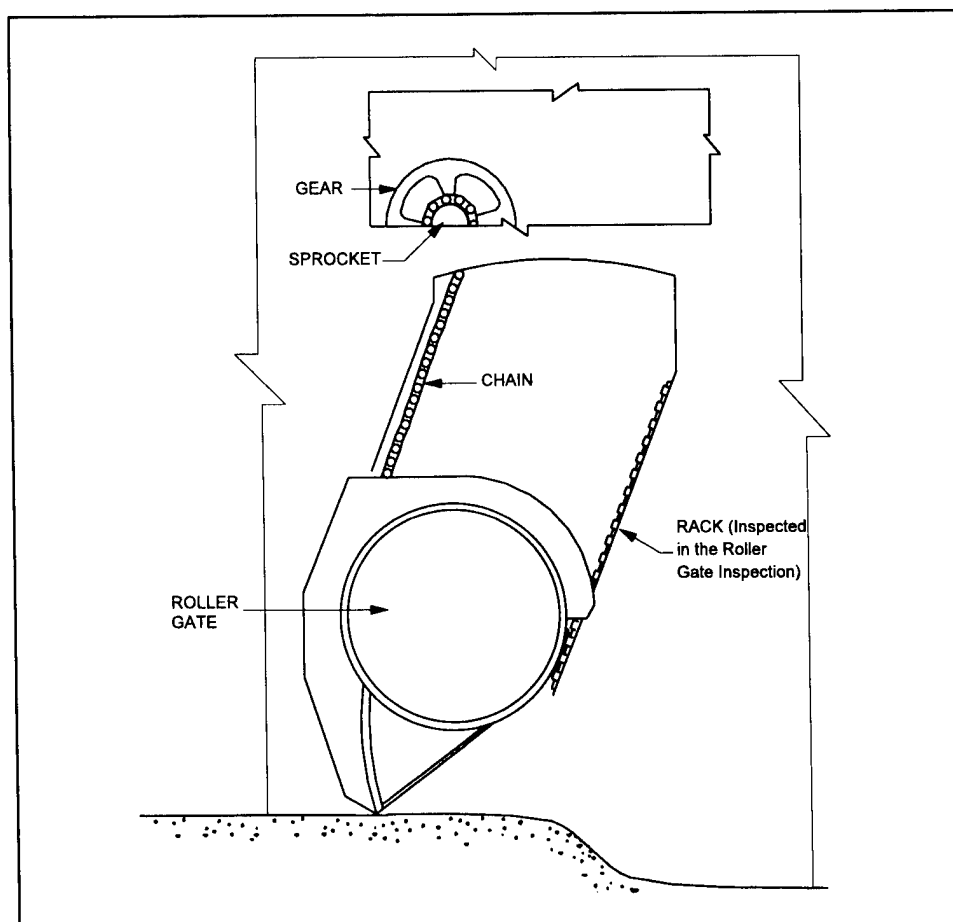 GEAR
SPROCKET
CHAIN
RACK (Inspected
in the Roller
Gate Inspection)
ROLLER
GATE